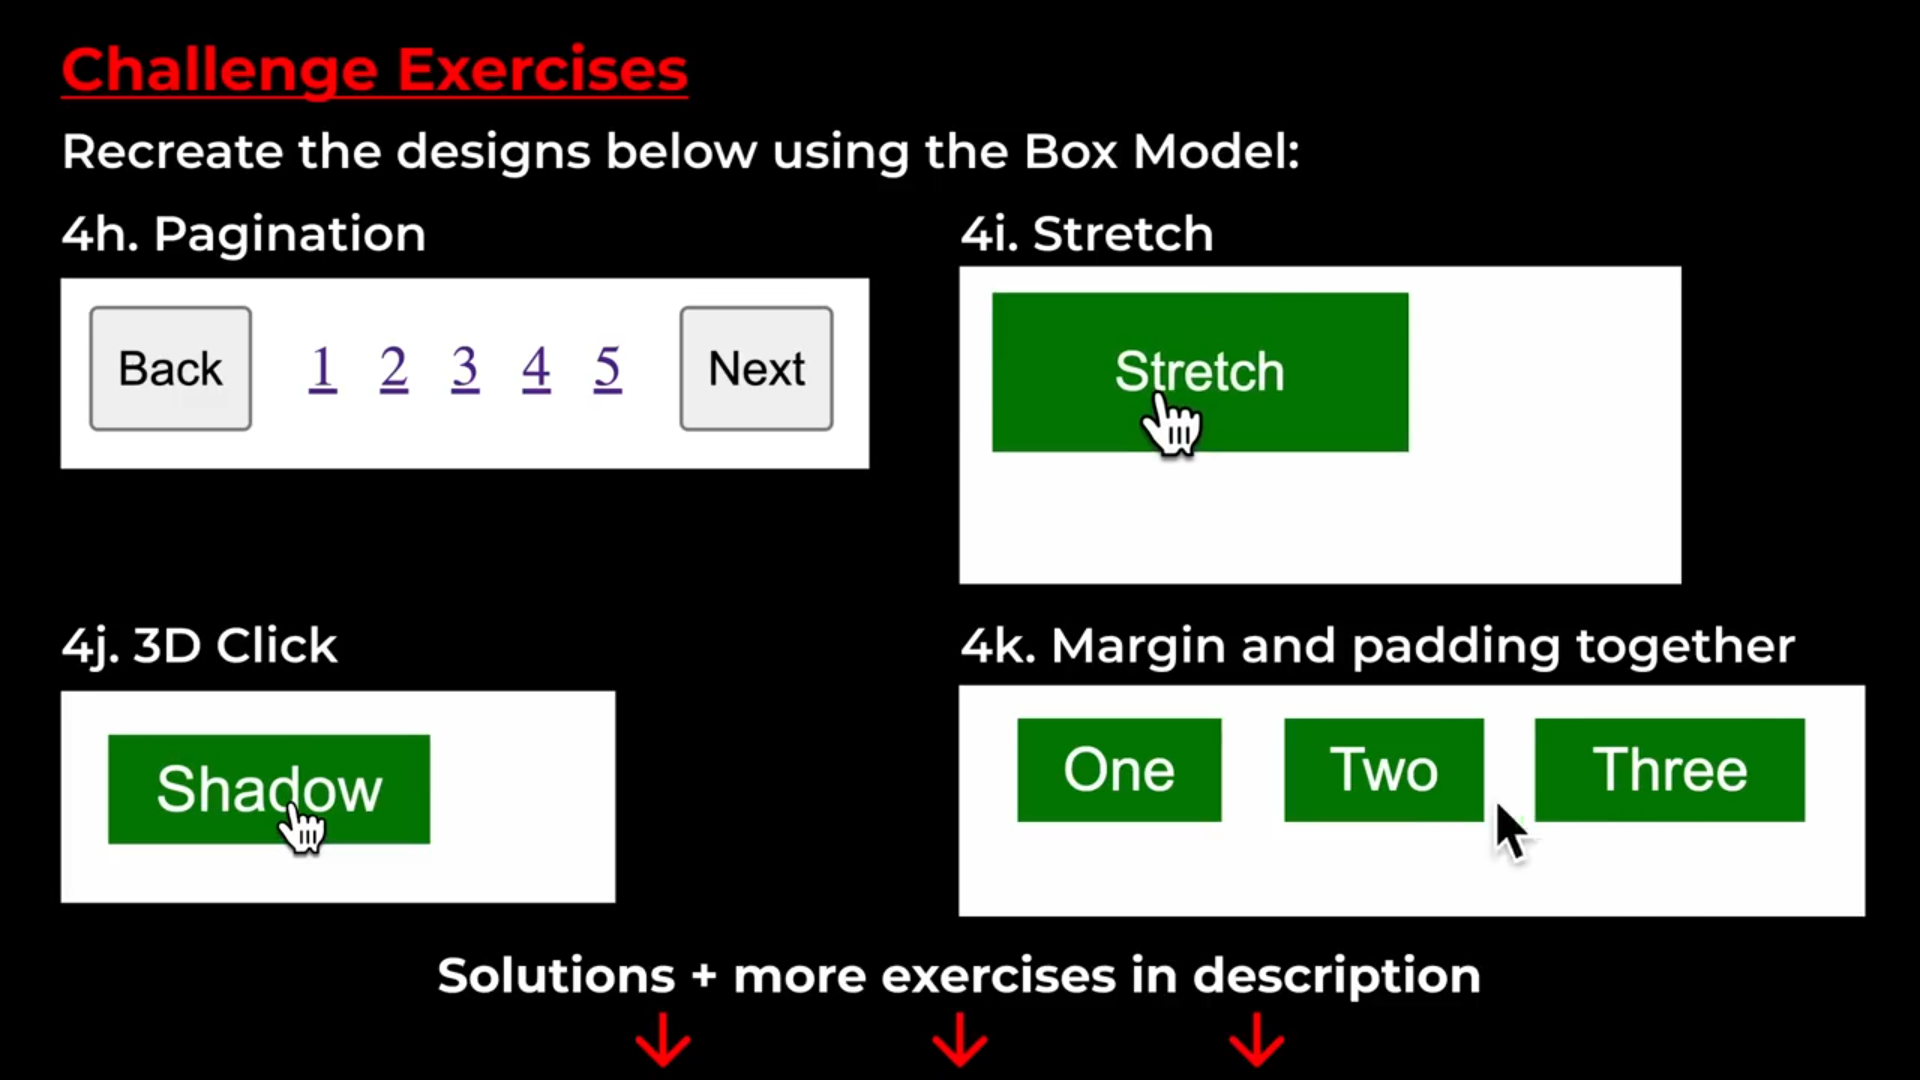 Challenge Exercises
Recreate the designs below using the Box Model:
4h. Pagination
Back 1 2 3 4 5 Next
4i. Stretch
Stretch
4j. 3D Click
Shadow
4k. Margin and padding together
One Two Three
Solutions + more exercises in description